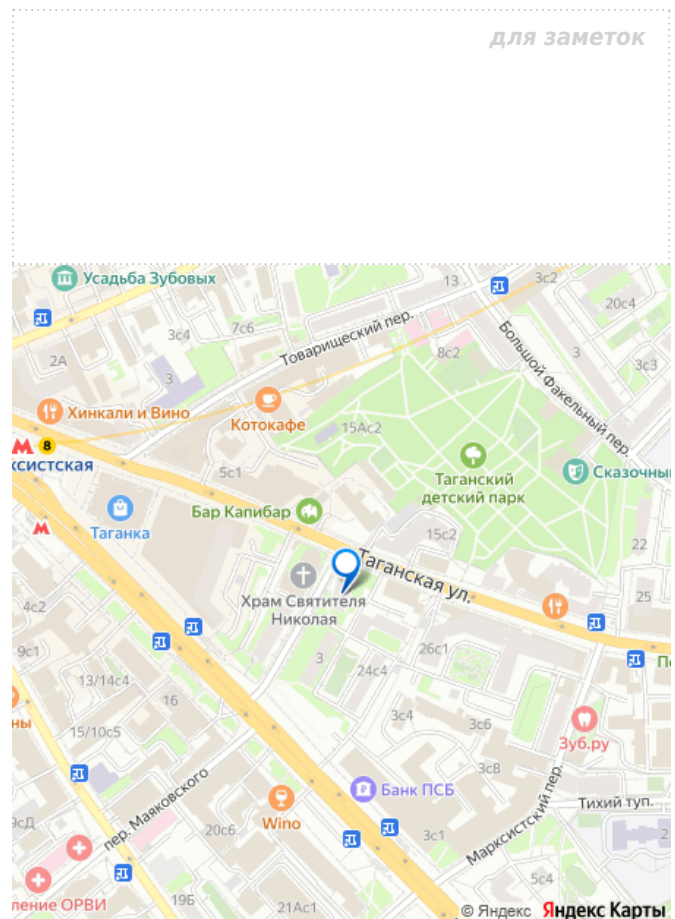 для заметок
Усадьба Зубовых
13
3с2
20с4
7с6
3с4
Товарищеский пер.
2А
3
8с2
Большой Факельный пер.
3
3с3
Хинкали и Вино
Котокафе
15Ас2
8
ксистская
5с1
Таганский
детский парк
Сказочны
Бар Капибар
Таганка
15с2
22
Таганская ул.
Храм Святителя
Николая
25
4с2
9с1
26с1
3
24с4
По
13/14с4
16
3с4
3с6
ны
15/10с5
Зуб.ру
3с8
Банк ПСБ
Марксистский пер.
Тихий туп.
пер. Маяковского
Wino
20с6
3с1
2
5с4
19Б
21Ас1
ление ОРВИ
© Яндекс Яндекс Карты